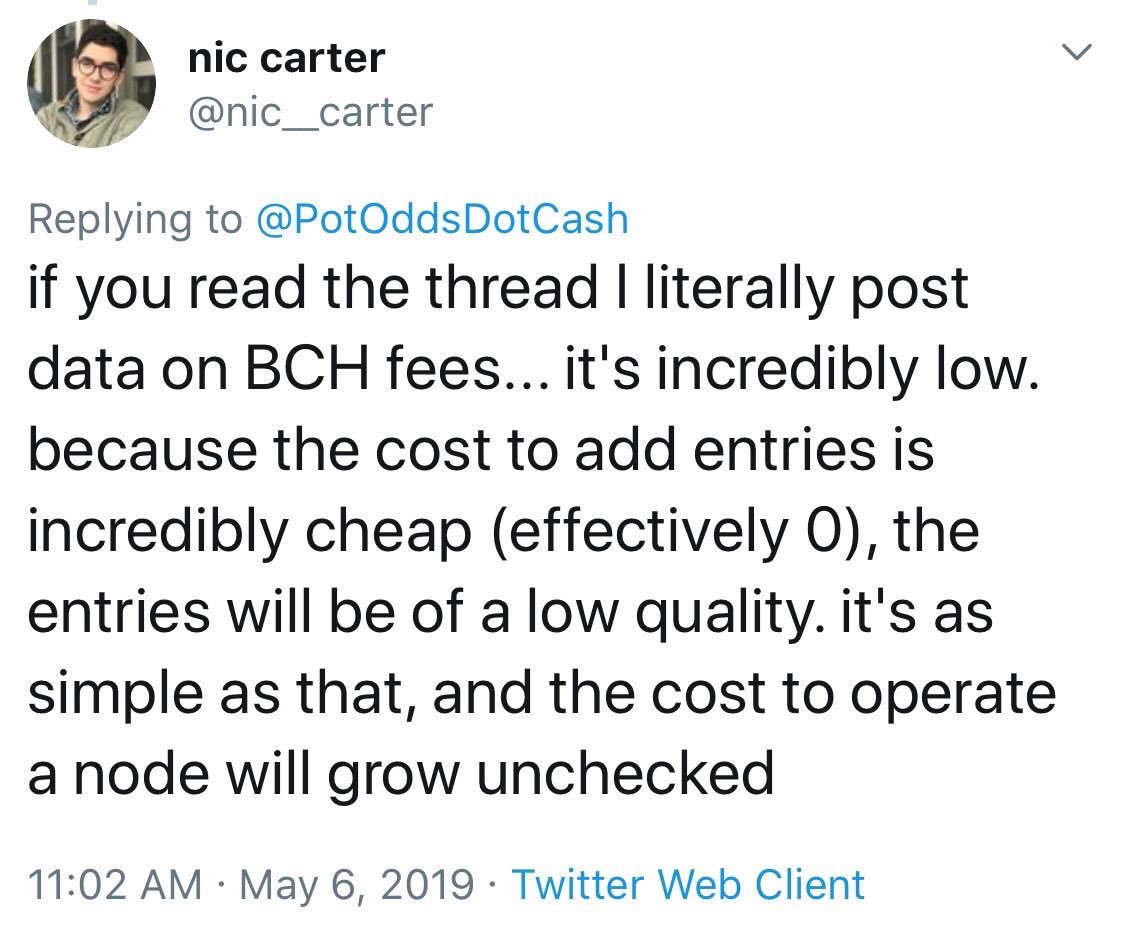 nic carter
@nic__carter
Replying to @PotOddsDotCash
if you read the thread I literally post
data on BCH fees... it's incredibly low.
because the cost to add entries is
incredibly cheap (effectively 0), the
entries will be of a low quality. it's as
simple as that, and the cost to operate
a node will grow unchecked
11:02 AM · May 6, 2019 · Twitter Web Client